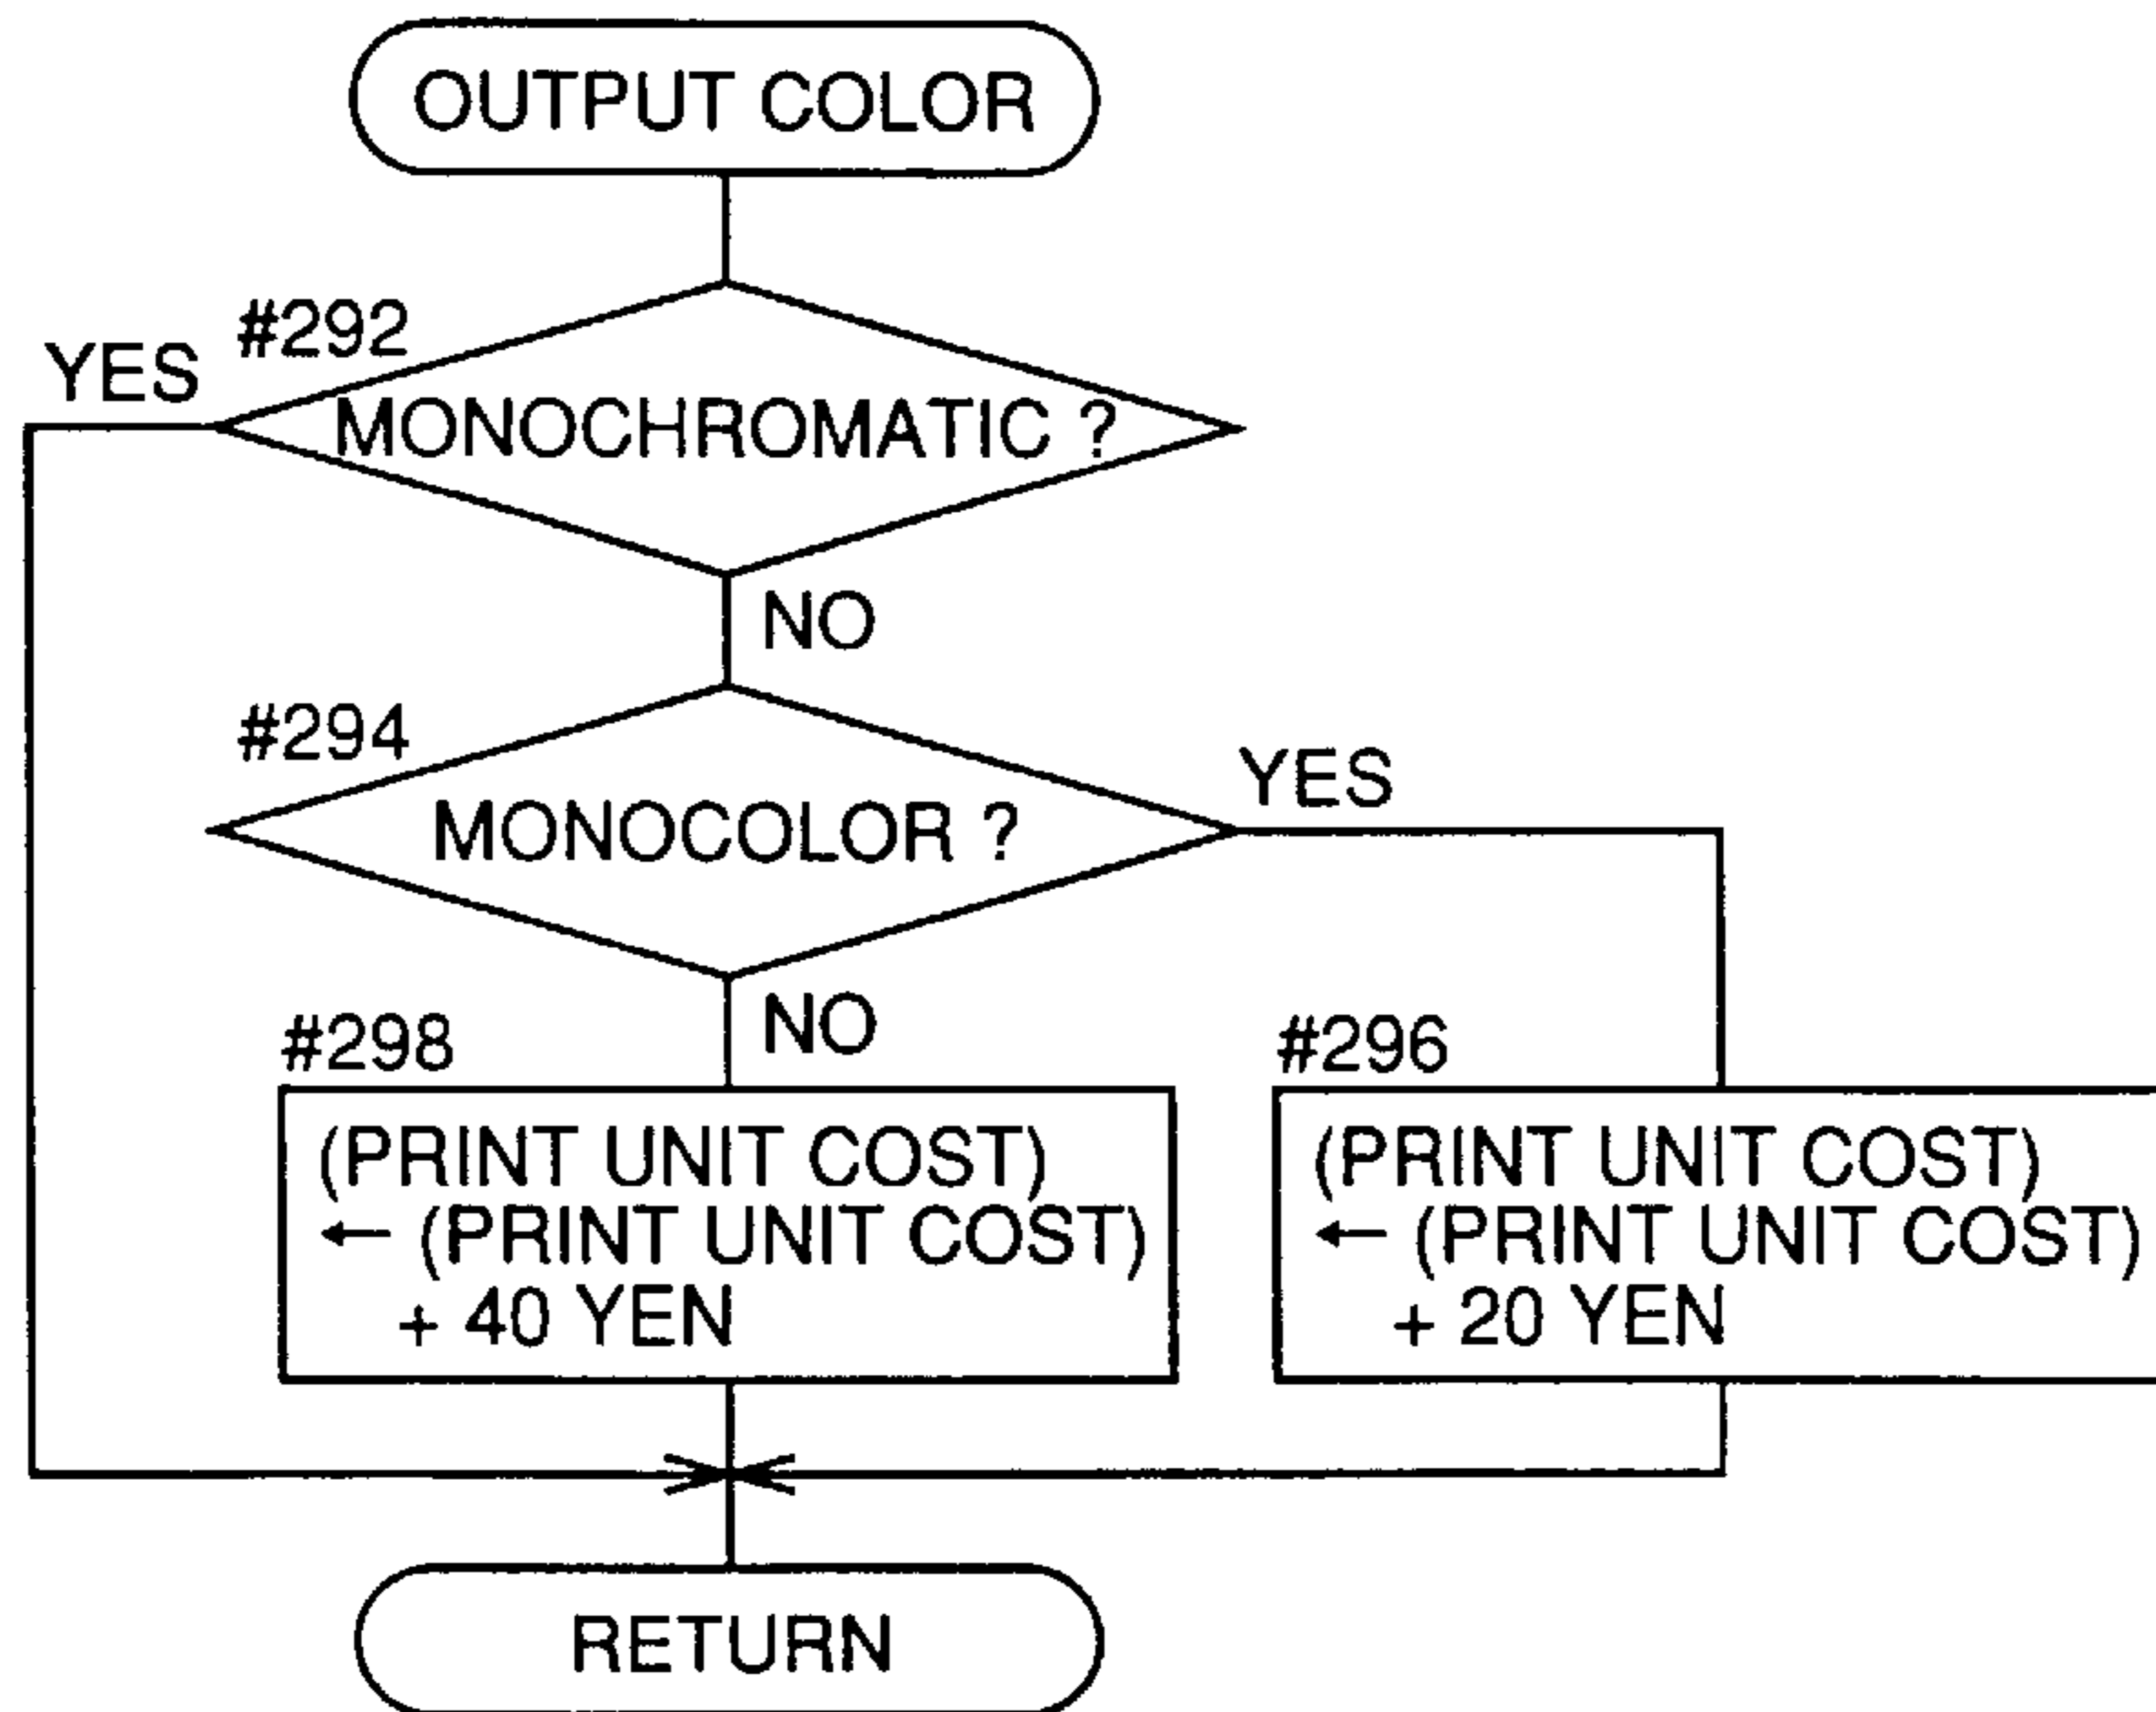 OUTPUT COLOR
#292
YES
MONOCHROMATIC ?
NO
#294
YES
MONOCOLOR ?
NO
#298
(PRINT UNIT COST)
← (PRINT UNIT COST)
+ 40 YEN
#296
(PRINT UNIT COST)
← (PRINT UNIT COST)
+ 20 YEN
RETURN